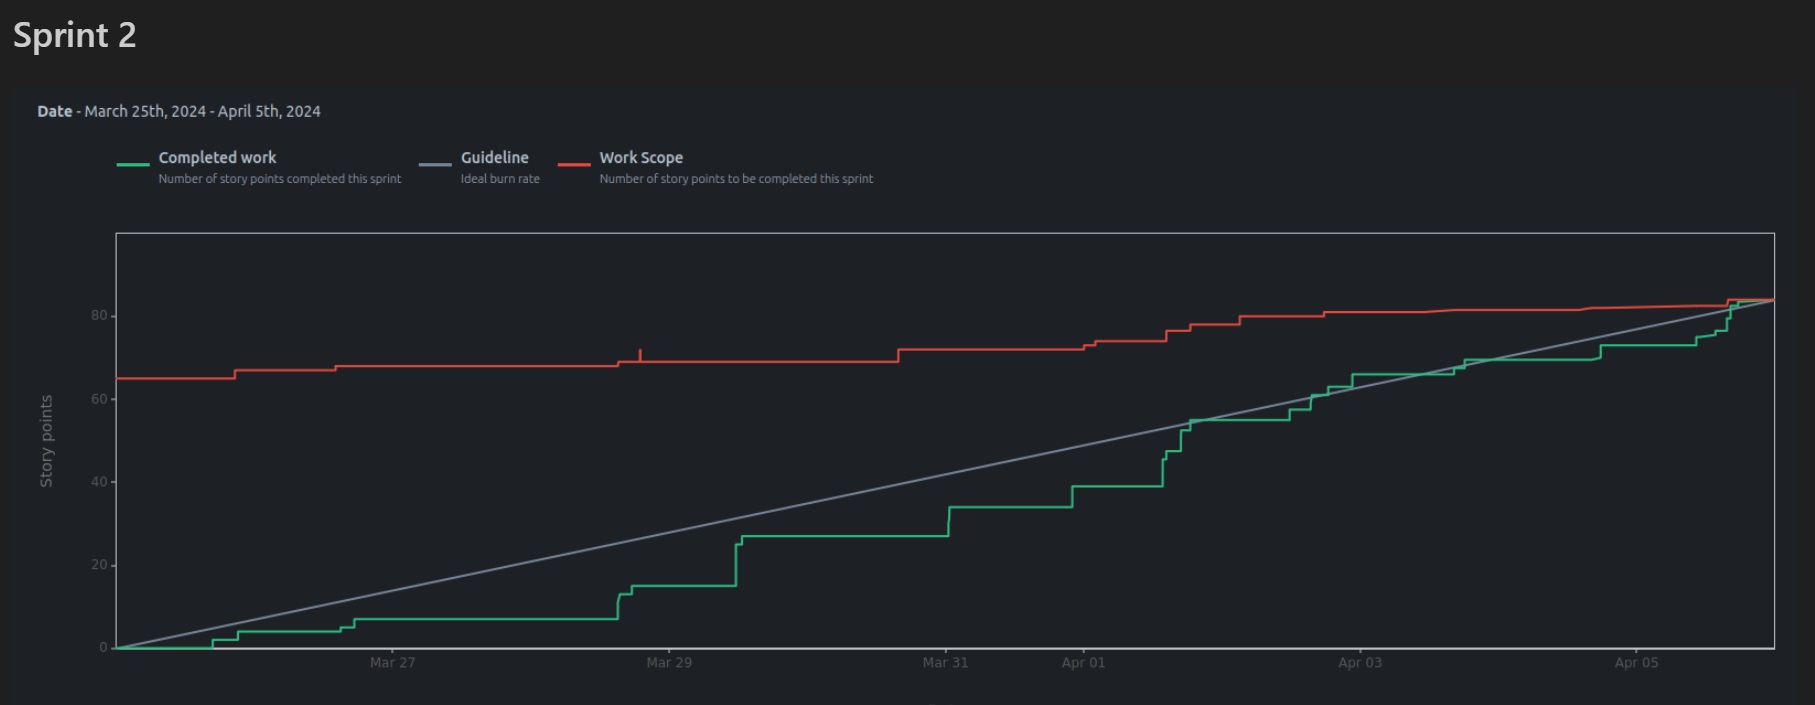 Sprint 2
Date - March 25th, 2024 - April 5th, 2024
Completed work
Number of story points completed this sprint
Guideline
Ideal burn rate
Work Scope
Number of story points to be completed this sprint
Story points
80
60
40
20
0
Mar 27
Mar 29
Mar 31
Apr 01
Apr 03
Apr 05